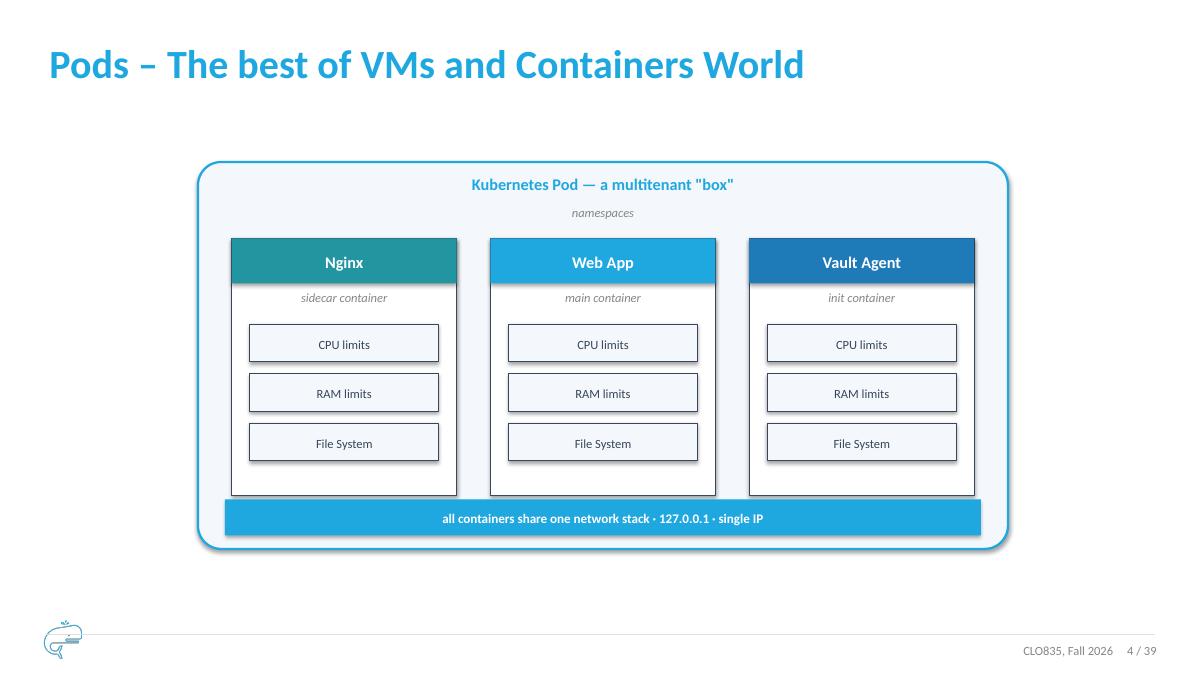 Pods – The best of VMs and Containers World
Kubernetes Pod — a multitenant "box"
namespaces
Nginx
sidecar container
CPU limits
RAM limits
File System
Web App
main container
CPU limits
RAM limits
File System
Vault Agent
init container
CPU limits
RAM limits
File System
all containers share one network stack · 127.0.0.1 · single IP
CLO835, Fall 2026 4 / 39